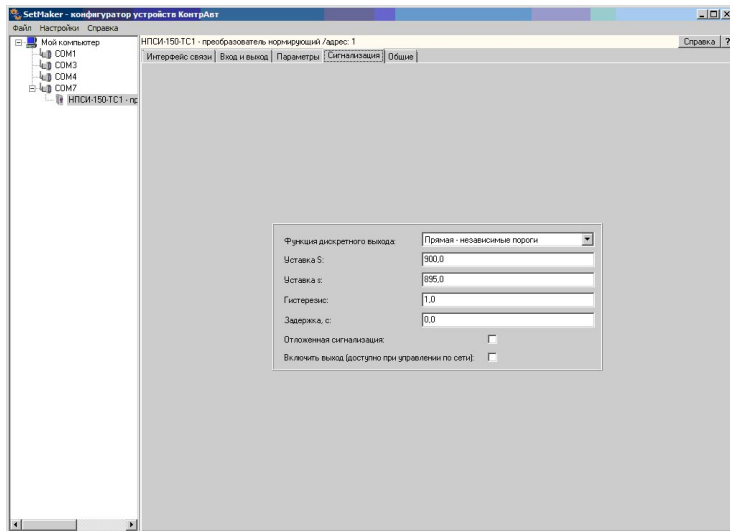 SetMaker - конфигуратор устройств КонтрАвт
Файл Настройки Справка
Мой компьютер
COM1
COM3
COM4
COM7
НПСИ-150-ТС1 - пр
НПСИ-150-ТС1 - преобразователь нормирующий /адрес: 1
Справка ?
Интерфейс связи Вход и выход Параметры Сигнализация Общие
Функция дискретного выхода: Прямая - независимые пороги
Уставка S: 900,0
Уставка s: 895,0
Гистерезис: 1,0
Задержка, с: 0,0
Отложенная сигнализация:
Включить выход (доступно при управлении по сети):